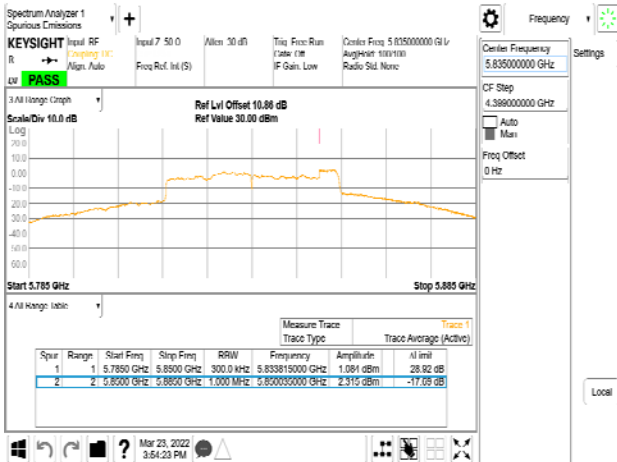 Spectrum Analyzer 1
Spurious Emissions
Frequency
KEYSIGHT Input: RF
Coupling: DC
Align: Auto
Input Z: 50 Ω
Freq Ref: Int (S)
Atten: 30 dB
Trig: Free Run
Gate: Off
IF Gain: Low
Center Freq: 5.835000000 GHz
Avg|Hold: 100/100
Radio Std: None
PASS
Center Frequency
5.835000000 GHz
Settings
CF Step
4.399000000 GHz
Auto
Man
Freq Offset
0 Hz
3 All Range Graph
Scale/Div 10.0 dB
Ref Lvl Offset 10.86 dB
Ref Value 30.00 dBm
Log
20.0
10.0
0.00
-10.0
-20.0
-30.0
-40.0
-50.0
-60.0
Start 5.785 GHz
Stop 5.885 GHz
4 All Range Table
Measure Trace Trace 1
Trace Type Trace Average (Active)
Spur Range Start Freq Stop Freq RBW Frequency Amplitude Δ Limit
1 1 5.7850 GHz 5.8500 GHz 300.0 kHz 5.833815000 GHz 1.084 dBm 28.92 dB
2 2 5.8500 GHz 5.8850 GHz 1.000 MHz 5.850035000 GHz 2.315 dBm -17.69 dB
Local
Mar 23, 2022
3:54:23 PM